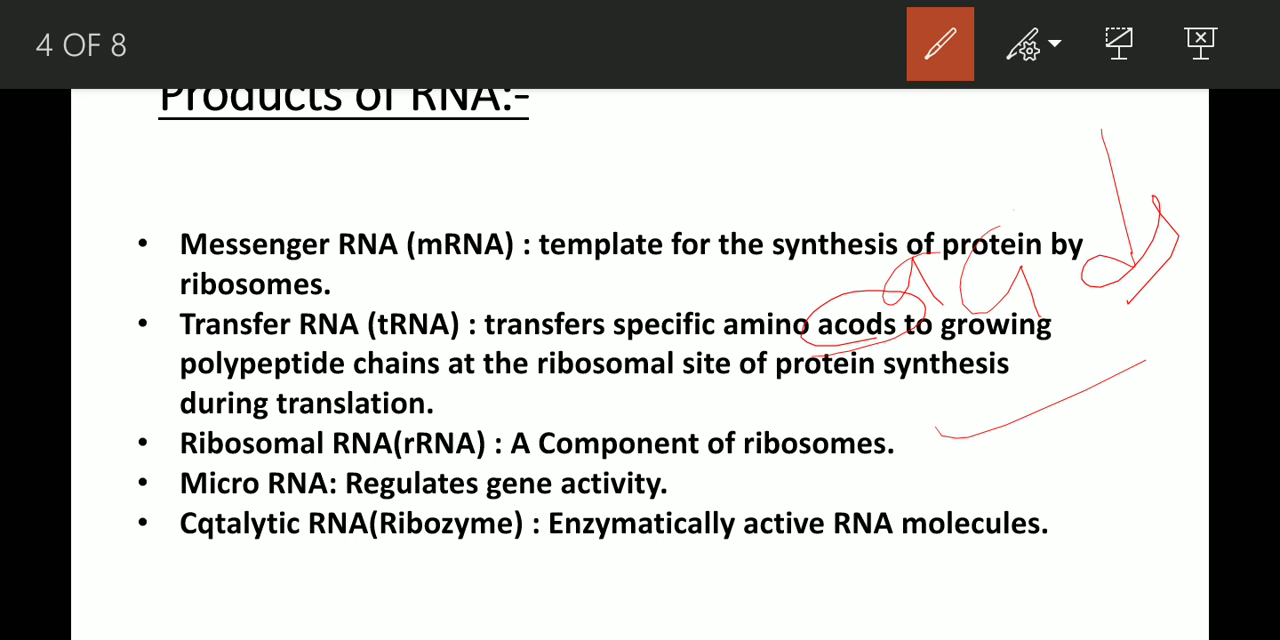 4 OF 8
Products of RNA:-
• Messenger RNA (mRNA) : template for the synthesis of protein by
ribosomes.
acids
• Transfer RNA (tRNA) : transfers specific amino acods to growing
polypeptide chains at the ribosomal site of protein synthesis
during translation.
• Ribosomal RNA(rRNA) : A Component of ribosomes.
• Micro RNA: Regulates gene activity.
• Cqtalytic RNA(Ribozyme) : Enzymatically active RNA molecules.